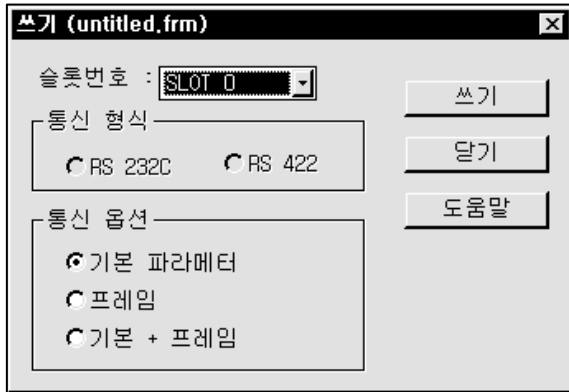 쓰기 (untitled.frm)
슬롯번호 : SLOT 0
쓰기
통신 형식
RS 232C RS 422
닫기
도움말
통신 옵션
기본 파라메터
프레임
기본 + 프레임